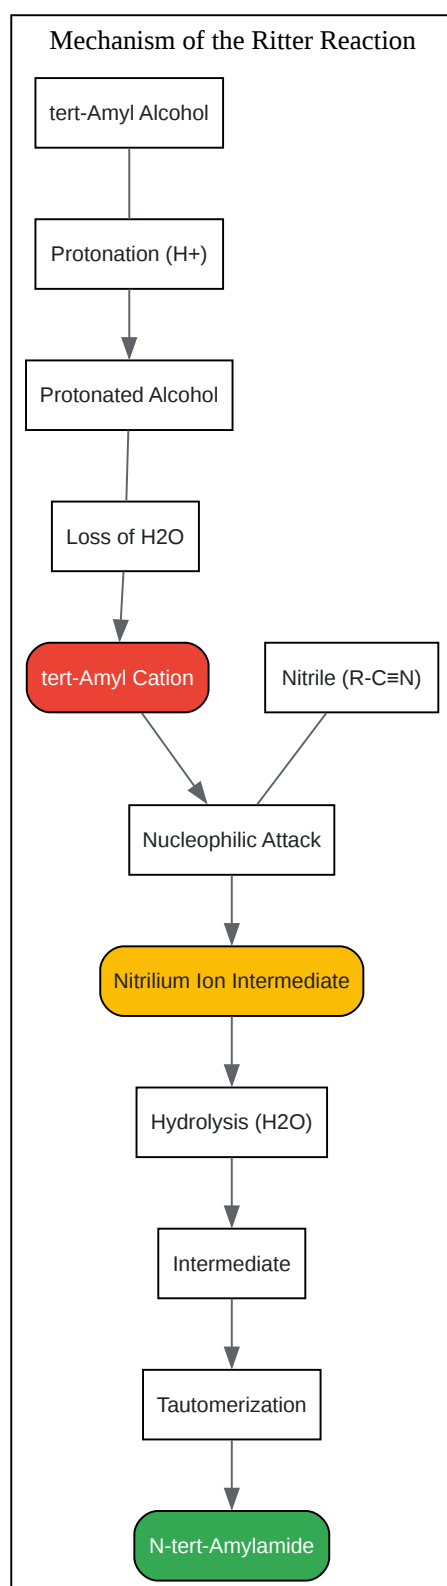 Mechanism of the Ritter Reaction
tert-Amyl Alcohol
Protonation (H+)
Protonated Alcohol
Loss of H2O
tert-Amyl Cation
Nitrile (R-C≡N)
Nucleophilic Attack
Nitrilium Ion Intermediate
Hydrolysis (H2O)
Intermediate
Tautomerization
N-tert-Amylamide